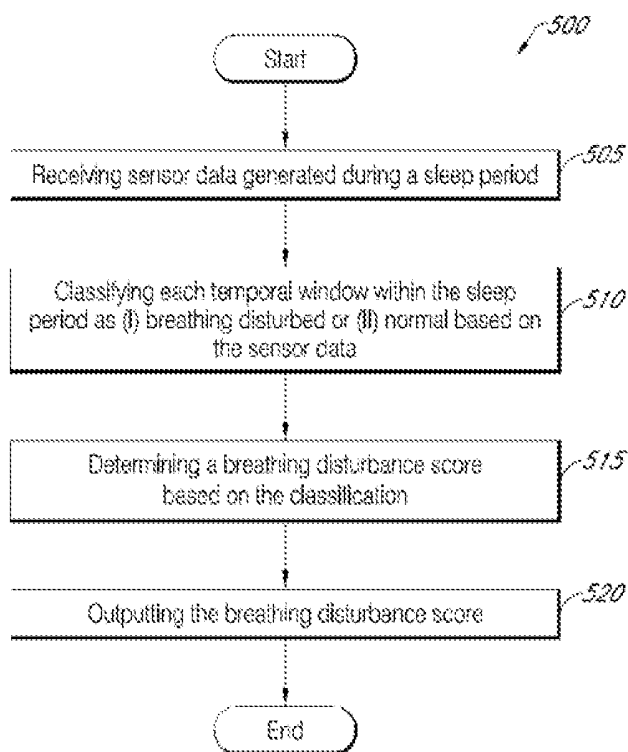 500
Start
505
Receiving sensor data generated during a sleep period
Classifying each temporal window within the sleep
period as (I) breathing disturbed or (II) normal based on
the sensor data
510
Determining a breathing disturbance score
based on the classification
515
Outputting the breathing disturbance score
520
End